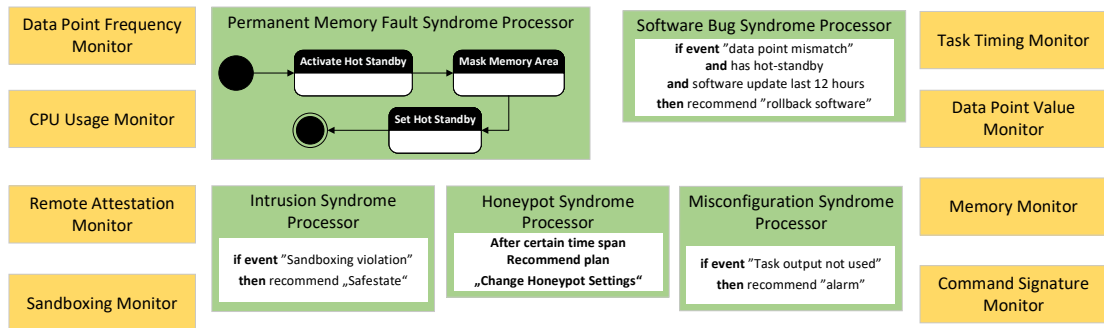 Data Point Frequency
Monitor
CPU Usage Monitor
Remote Attestation
Monitor
Sandboxing Monitor
Permanent Memory Fault Syndrome Processor
Activate Hot Standby
Mask Memory Area
Set Hot Standby
Software Bug Syndrome Processor
if event ”data point mismatch”
and has hot-standby
and software update last 12 hours
then recommend ”rollback software”
Intrusion Syndrome
Processor
if event ”Sandboxing violation”
then recommend „Safestate“
Honeypot Syndrome
Processor
After certain time span
Recommend plan
„Change Honeypot Settings“
Misconfiguration Syndrome
Processor
if event ”Task output not used”
then recommend ”alarm”
Task Timing Monitor
Data Point Value
Monitor
Memory Monitor
Command Signature
Monitor